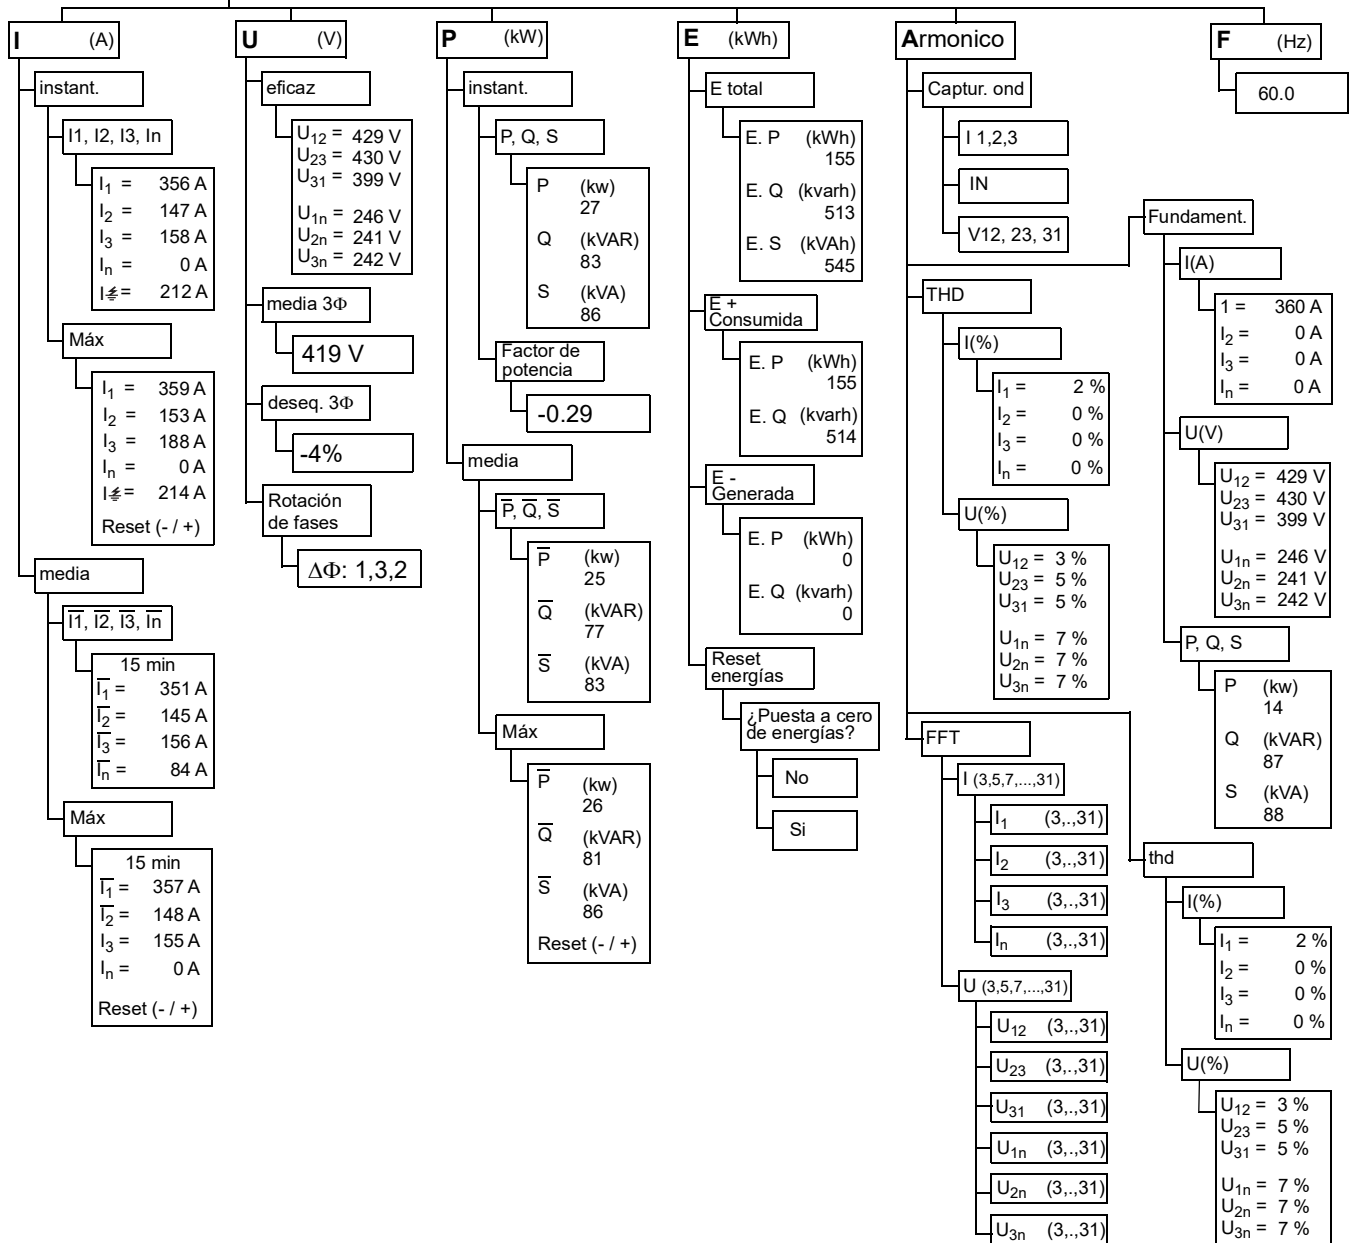 I (A)
instant.
I1, I2, I3, In
I1 = 356 A
I2 = 147 A
I3 = 158 A
In = 0 A
I⏚= 212 A
Máx
I1 = 359 A
I2 = 153 A
I3 = 188 A
In = 0 A
I⏚= 214 A
Reset (- / +)
media
I̅1̅, I̅2̅, I̅3̅, I̅n̅
15 min
I̅1 = 351 A
I̅2 = 145 A
I̅3 = 156 A
I̅n = 84 A
Máx
15 min
I̅1 = 357 A
I̅2 = 148 A
I3 = 155 A
In = 0 A
Reset (- / +)
U (V)
eficaz
U12 = 429 V
U23 = 430 V
U31 = 399 V
U1n = 246 V
U2n = 241 V
U3n = 242 V
media 3Φ
419 V
deseq. 3Φ
-4%
Rotación
de fases
ΔΦ: 1,3,2
P (kW)
instant.
P, Q, S
P (kw)
27
Q (kVAR)
83
S (kVA)
86
Factor de
potencia
-0.29
media
P̅, Q̅, S̅
P̅ (kw)
25
Q̅ (kVAR)
77
S̅ (kVA)
83
Máx
P̅ (kw)
26
Q̅ (kVAR)
81
S̅ (kVA)
86
Reset (- / +)
E (kWh)
E total
E. P (kWh)
155
E. Q (kvarh)
513
E. S (kVAh)
545
E +
Consumida
E. P (kWh)
155
E. Q (kvarh)
514
E -
Generada
E. P (kWh)
0
E. Q (kvarh)
0
Reset
energías
¿Puesta a cero
de energías?
No
Si
Armonico
Captur. ond
I 1,2,3
IN
V12, 23, 31
THD
I(%)
I1 = 2 %
I2 = 0 %
I3 = 0 %
In = 0 %
U(%)
U12 = 3 %
U23 = 5 %
U31 = 5 %
U1n = 7 %
U2n = 7 %
U3n = 7 %
FFT
I (3,5,7,...,31)
I1 (3,.,31)
I2 (3,.,31)
I3 (3,.,31)
In (3,.,31)
U (3,5,7,...,31)
U12 (3,.,31)
U23 (3,.,31)
U31 (3,.,31)
U1n (3,.,31)
U2n (3,.,31)
U3n (3,.,31)
Fundament.
I(A)
1 = 360 A
I2 = 0 A
I3 = 0 A
In = 0 A
U(V)
U12 = 429 V
U23 = 430 V
U31 = 399 V
U1n = 246 V
U2n = 241 V
U3n = 242 V
P, Q, S
P (kw)
14
Q (kVAR)
87
S (kVA)
88
thd
I(%)
I1 = 2 %
I2 = 0 %
I3 = 0 %
In = 0 %
U(%)
U12 = 3 %
U23 = 5 %
U31 = 5 %
U1n = 7 %
U2n = 7 %
U3n = 7 %
F (Hz)
60.0